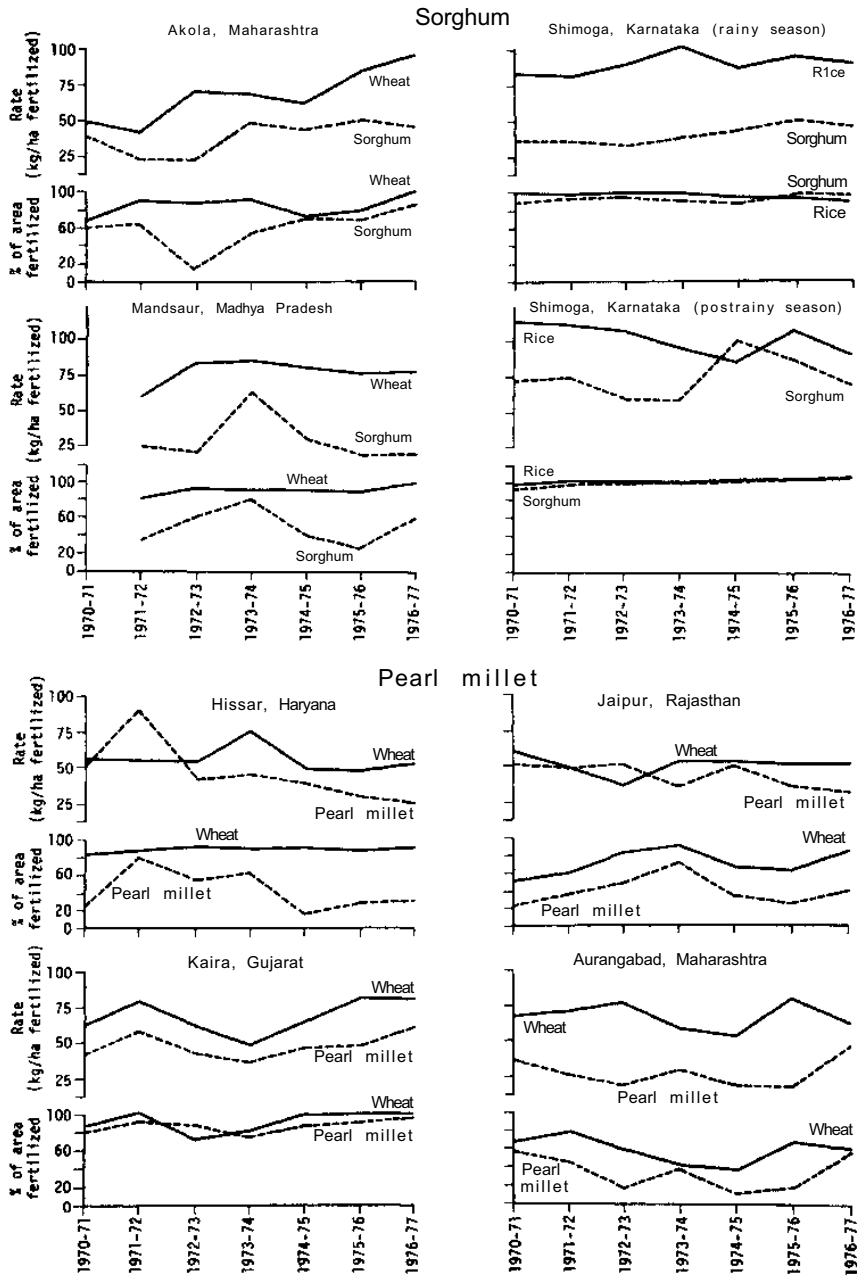 Sorghum
Akola, Maharashtra
Rate
(kg/ha fertilized)
100
75
50
25
Wheat
Sorghum
% of area
fertilized
100
80
60
20
0
Wheat
Sorghum
Shimoga, Karnataka (rainy season)
R1ce
Sorghum
Sorghum
Rice
Mandsaur, Madhya Pradesh
Rate
(kg/ha fertilized)
100
75
50
25
Wheat
Sorghum
% of area
fertilized
100
60
20
0
Wheat
Sorghum
1970-71
1971-72
1972-73
1973-74
1974-75
1975-76
1976-77
Shimoga, Karnataka (postrainy season)
Rice
Sorghum
Rice
Sorghum
1970-71
1971-72
1972-73
1973-74
1974-75
1975-76
1976-77
Pearl millet
Hissar, Haryana
Rate
(kg/ha fertilized)
100
75
50
25
Wheat
Pearl millet
% of area
fertilized
100
60
20
0
Wheat
Pearl millet
Jaipur, Rajasthan
Wheat
Pearl millet
Wheat
Pearl millet
Kaira, Gujarat
Rate
(kg/ha fertilized)
100
75
50
25
Wheat
Pearl millet
% of area
fertilized
100
60
20
0
Wheat
Pearl millet
1970-71
1971-72
1972-73
1973-74
1974-75
1975-76
1976-77
Aurangabad, Maharashtra
Wheat
Pearl millet
Wheat
Pearl
millet
1970-71
1971-72
1972-73
1973-74
1974-75
1975-76
1976-77